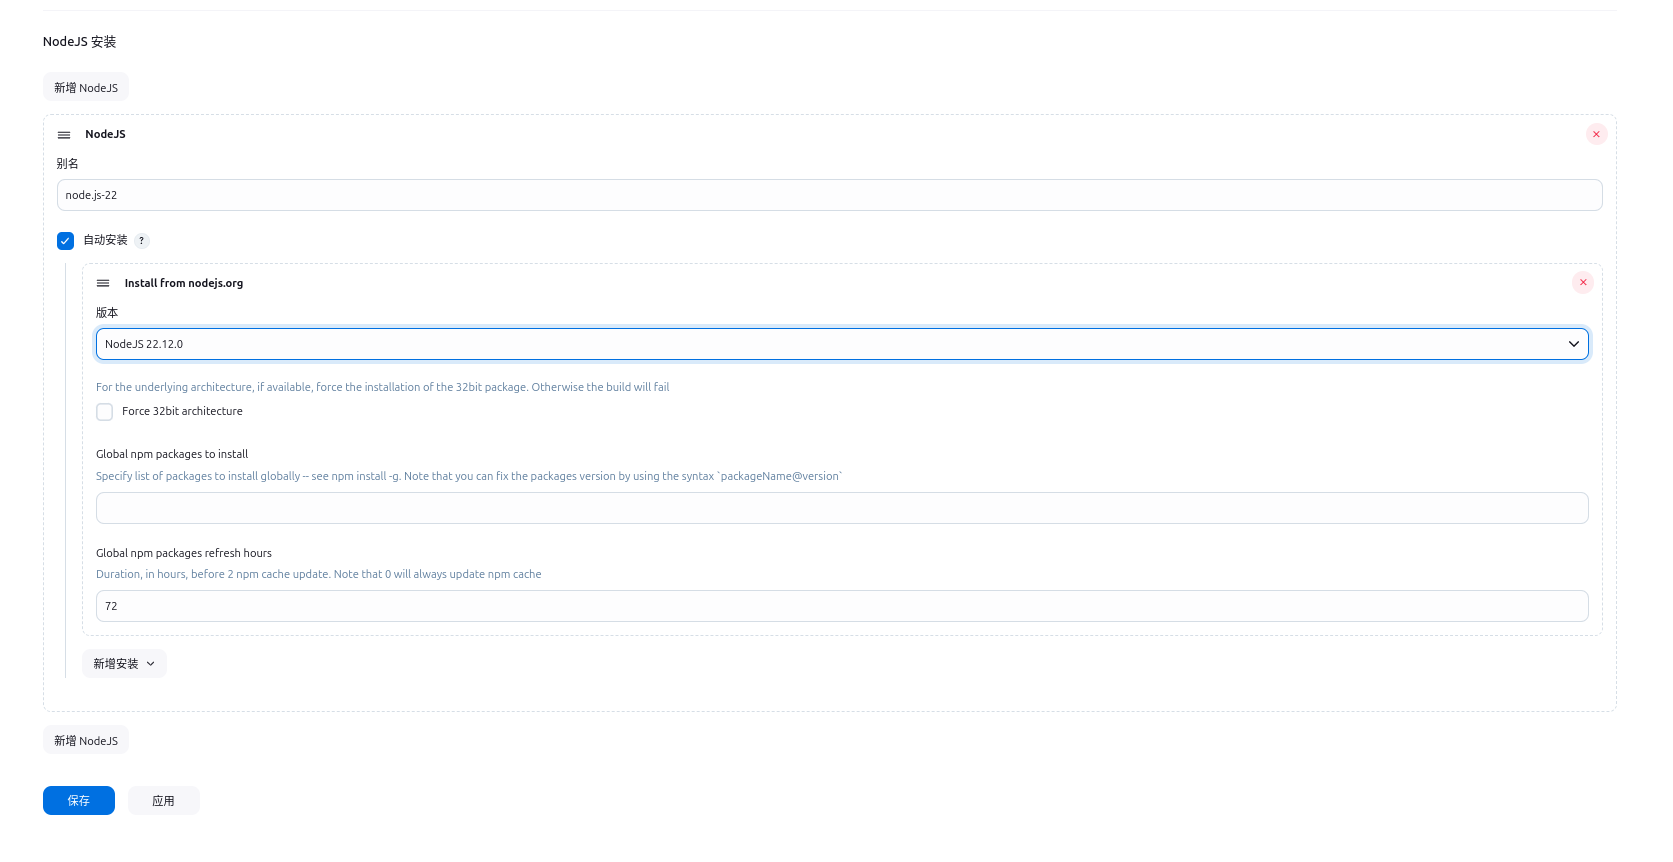 NodeJS 安装
新增 NodeJS
NodeJS
别名
node.js-22
自动安装 ?
Install from nodejs.org
版本
NodeJS 22.12.0
For the underlying architecture, if available, force the installation of the 32bit package. Otherwise the build will fail
Force 32bit architecture
Global npm packages to install
Specify list of packages to install globally -- see npm install -g. Note that you can fix the packages version by using the syntax `packageName@version`
Global npm packages refresh hours
Duration, in hours, before 2 npm cache update. Note that 0 will always update npm cache
72
新增安装
新增 NodeJS
保存 应用